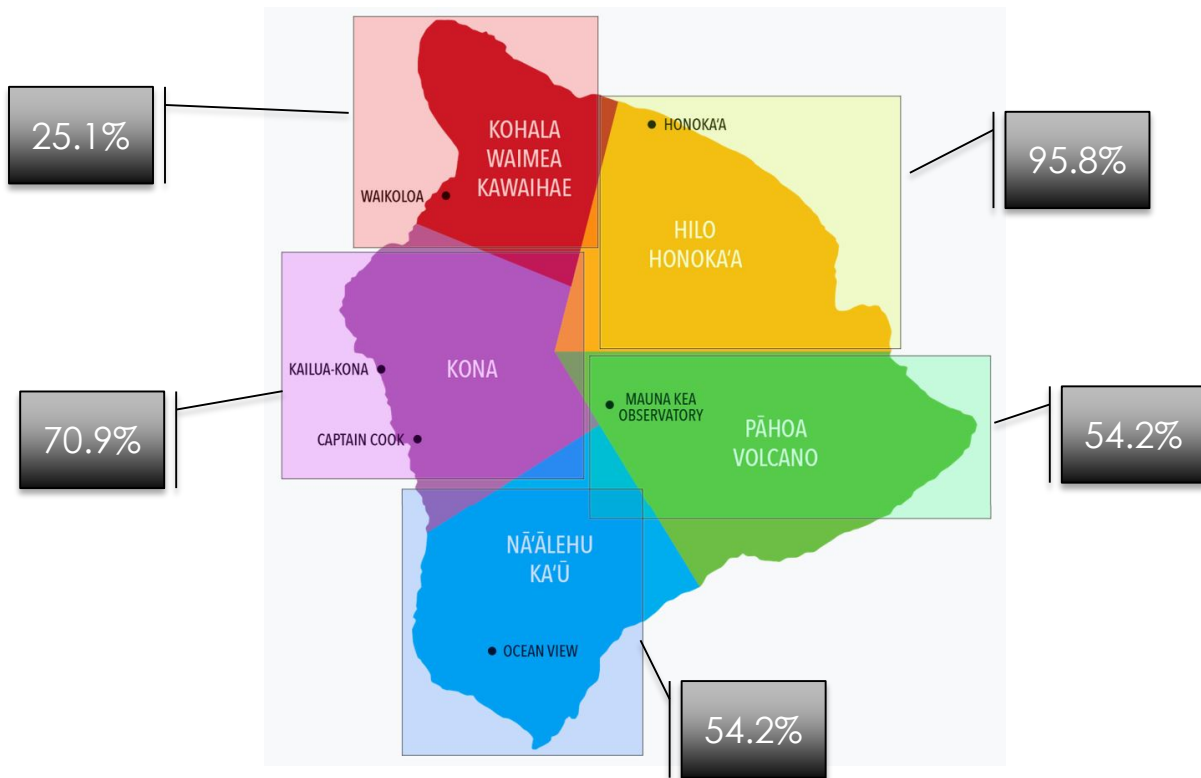 25.1%
KOHALA
WAIMEA
KAWAIHAE
WAIKOLOA
HONOKA'A
95.8%
HILO
HONOKA'A
KAILUA-KONA
KONA
CAPTAIN COOK
70.9%
MAUNA KEA
OBSERVATORY
PĀHOA
VOLCANO
54.2%
NĀ'ĀLEHU
KA'Ū
OCEAN VIEW
54.2%